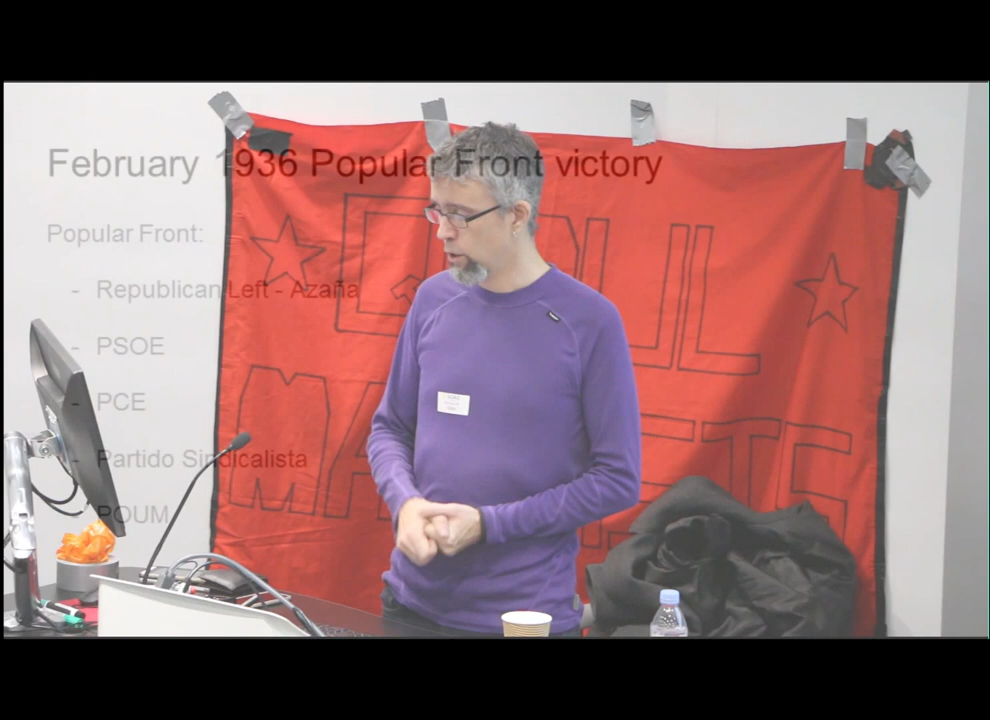 February 1936 Popular Front victory
Popular Front:
- Republican Left - Azaña
- PSOE
- PCE
- Partido Sindicalista
- POUM